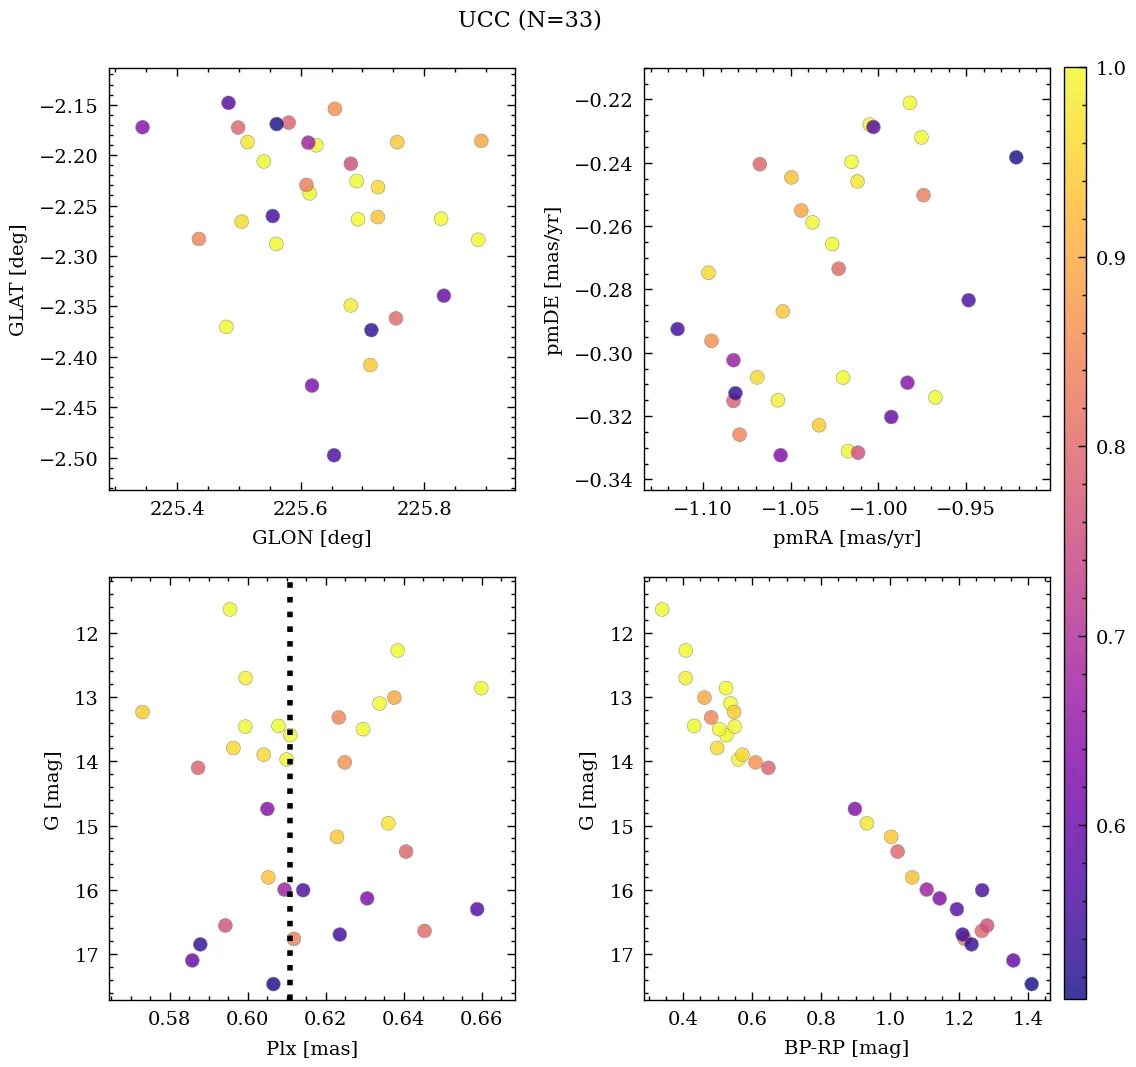 UCC (N=33)
−2.15
−2.20
−2.25
−2.30
−2.35
−2.40
−2.45
−2.50
GLAT [deg]
225.4 225.6 225.8
GLON [deg]
−0.22
−0.24
−0.26
−0.28
−0.30
−0.32
−0.34
pmDE [mas/yr]
−1.10 −1.05 −1.00 −0.95
pmRA [mas/yr]
12
13
14
15
16
17
G [mag]
0.58 0.60 0.62 0.64 0.66
Plx [mas]
12
13
14
15
16
17
G [mag]
0.4 0.6 0.8 1.0 1.2 1.4
BP-RP [mag]
1.0
0.9
0.8
0.7
0.6